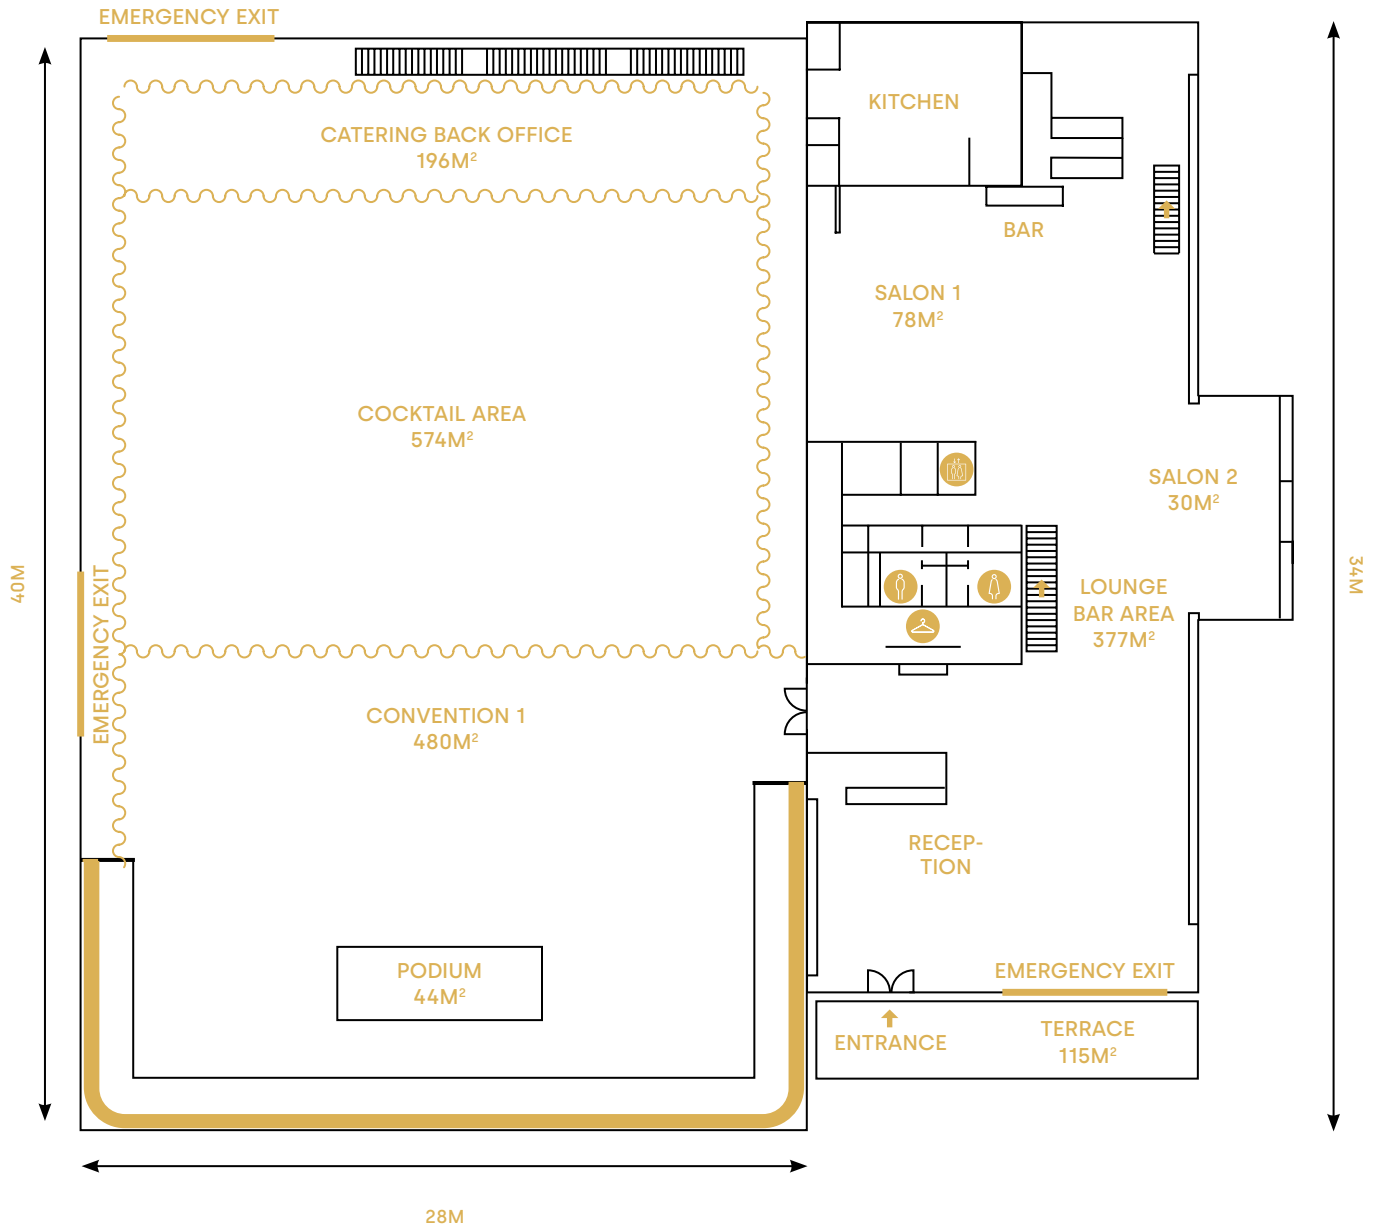 EMERGENCY EXIT
KITCHEN
CATERING BACK OFFICE
196M²
BAR
SALON 1
78M²
COCKTAIL AREA
574M²
SALON 2
30M²
40M
EMERGENCY EXIT
34M
LOUNGE
BAR AREA
377M²
CONVENTION 1
480M²
RECEP-
TION
PODIUM
44M²
EMERGENCY EXIT
ENTRANCE
TERRACE
115M²
28M